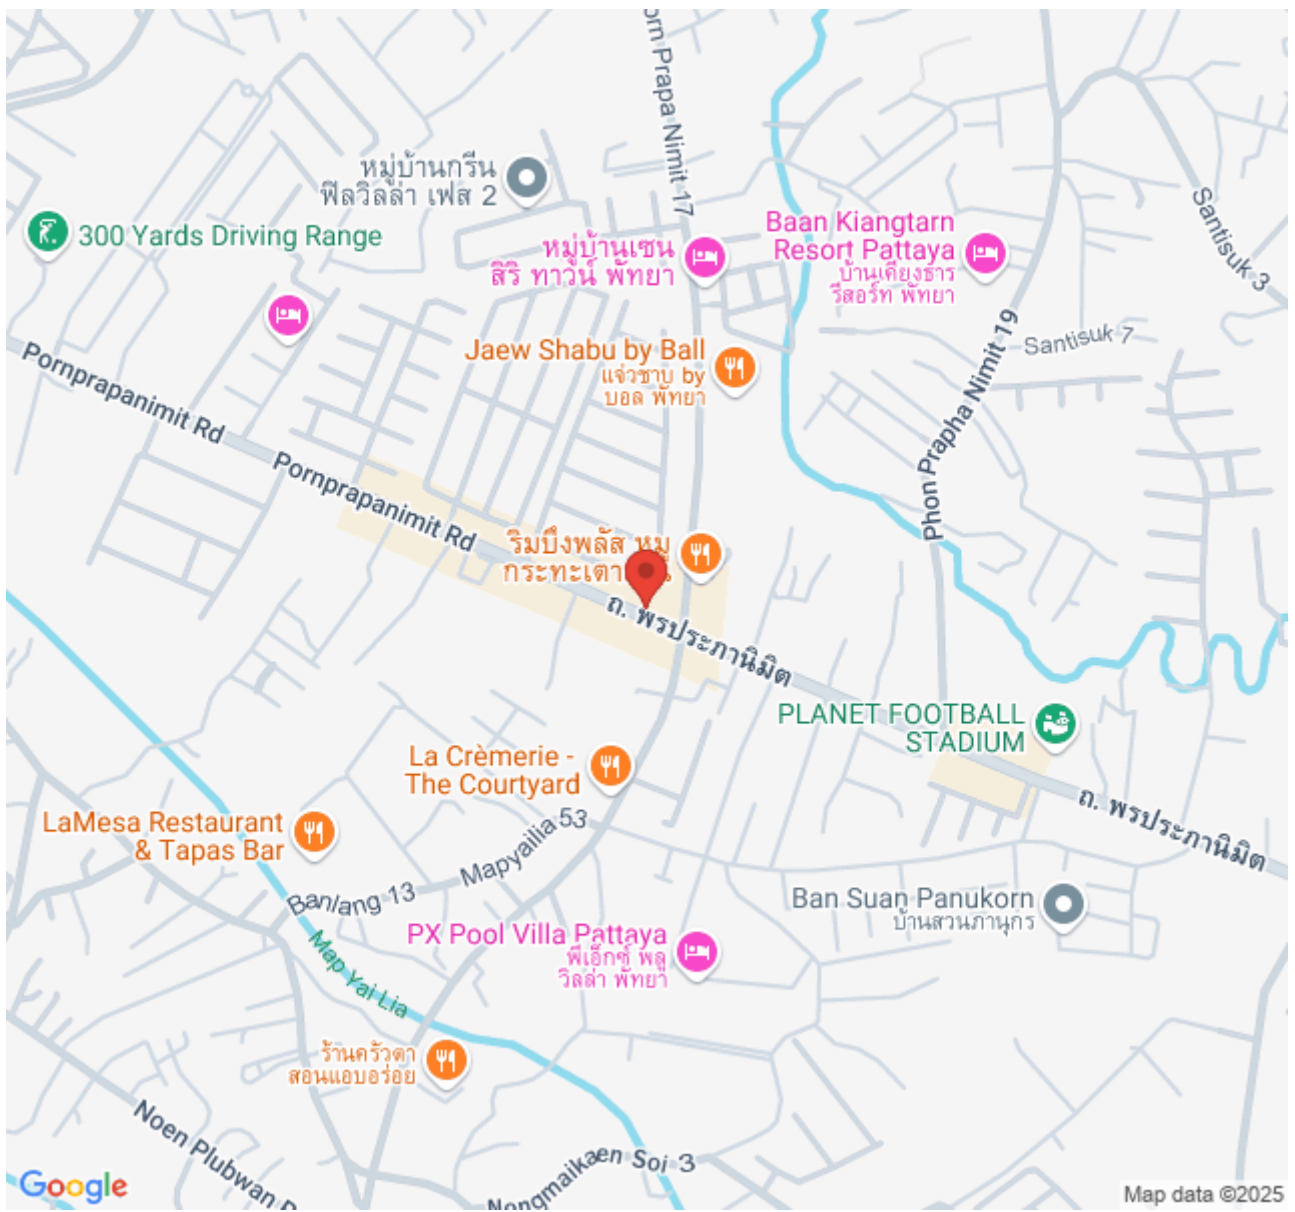 orn Prapa Nimit 17
หมู่บ้านกรีน
ฟิลวิลล่า เฟส 2
300 Yards Driving Range
หมู่บ้านเซน
สิริ ทาวน์ พัทยา
Baan Kiangtarn
Resort Pattaya
บ้านเคียงธาร
รีสอร์ท พัทยา
Santisuk 3
Santisuk 7
Phon Prapha Nimit 19
Jaew Shabu by Ball
แจ่วชาบ by
บอล พัทยา
Pornprapanimit Rd
Pornprapanimit Rd
ริมบึงพลัส หมู
กระทะเตา
ถ. พรประภานิมิต
PLANET FOOTBALL
STADIUM
La Crèmerie -
The Courtyard
ถ. พรประภานิมิต
LaMesa Restaurant
& Tapas Bar
Mapyailia 53
Banlang 13
Ban Suan Panukorn
บ้านสวนภานุกร
PX Pool Villa Pattaya
พีเอ็กซ์ พลู
วิลล่า พัทยา
Map Yai Lia
ร้านครัวตา
สอนแอบอร่อย
Noen Plubwan
Nongmaikaen Soi 3
Google
Map data ©2025